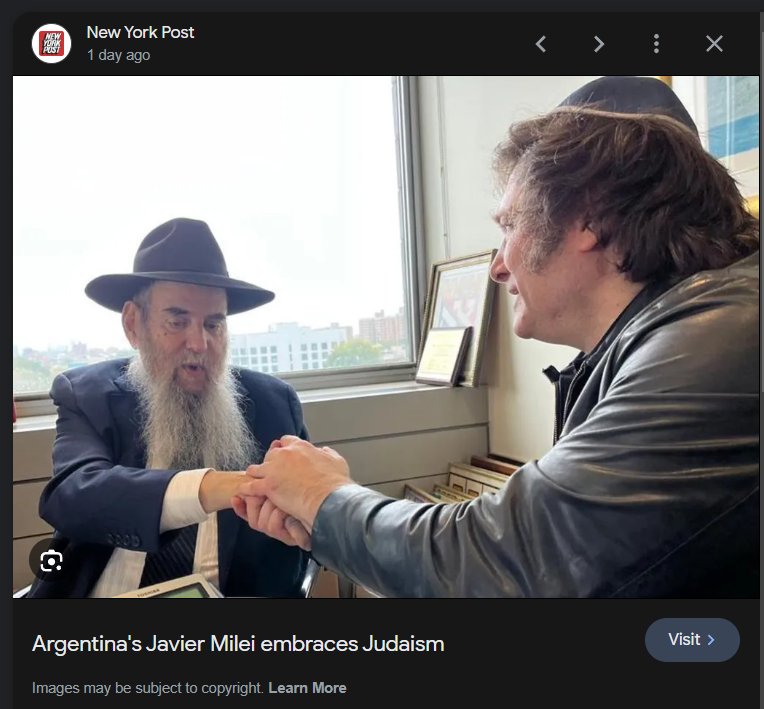 NEW
YORK
POST
New York Post
1 day ago
TOSHIBA
Argentina's Javier Milei embraces Judaism
Visit
Images may be subject to copyright. Learn More